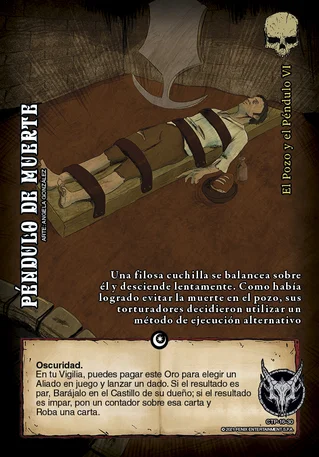 El Pozo y el Péndulo VI
PÉNDULO DE MUERTE
ARTE: ANGELA GONZÁLEZ
Una filosa cuchilla se balancea sobre
él y desciende lentamente. Como había
logrado evitar la muerte en el pozo, sus
torturadores decidieron utilizar un
método de ejecución alternativo
Oscuridad.
En tu Vigilia, puedes pagar este Oro para elegir un
Aliado en juego y lanzar un dado. Si el resultado es
par, Barájalo en el Castillo de su dueño; si el resultado
es impar, pon un contador sobre esa carta y
Roba una carta.
© 2021 FENIX ENTERTAINMENT S.P.A.